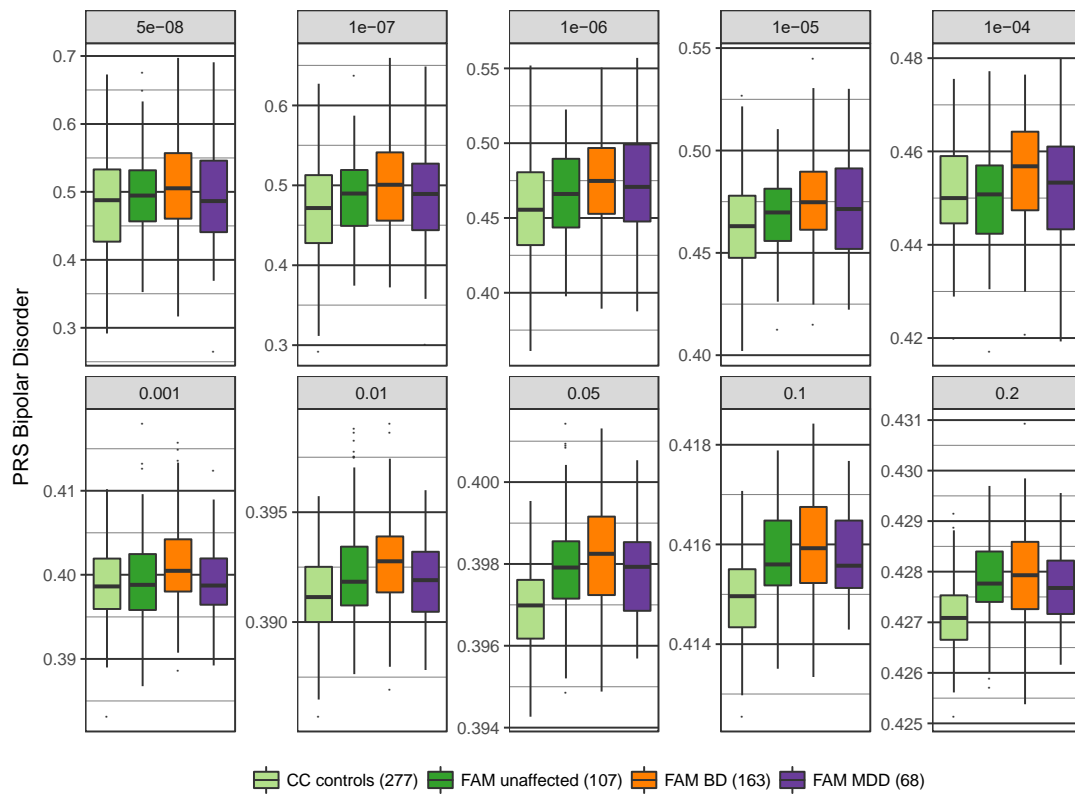 5e−08 1e−07 1e−06 1e−05 1e−04
0.7 0.6 0.5 0.4 0.3
0.6 0.5 0.4 0.3
0.55 0.50 0.45 0.40
0.55 0.50 0.45 0.40
0.48 0.46 0.44 0.42
PRS Bipolar Disorder
0.001 0.01 0.05 0.1 0.2
0.41 0.40 0.39
0.395 0.390
0.400 0.398 0.396 0.394
0.418 0.416 0.414
0.431 0.430 0.429 0.428 0.427 0.426 0.425
CC controls (277) FAM unaffected (107) FAM BD (163) FAM MDD (68)